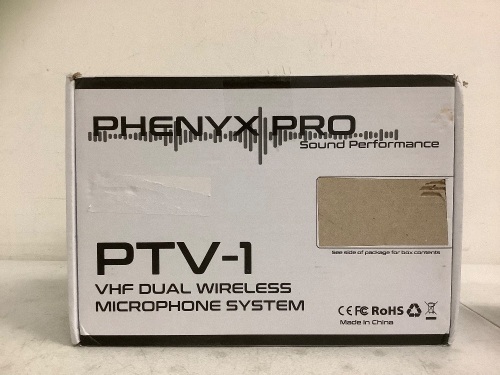 PHENYX PRO
Sound Performance
See side of package for box contents
PTV-1
VHF DUAL WIRELESS
MICROPHONE SYSTEM
CE FC RoHS
Made in China